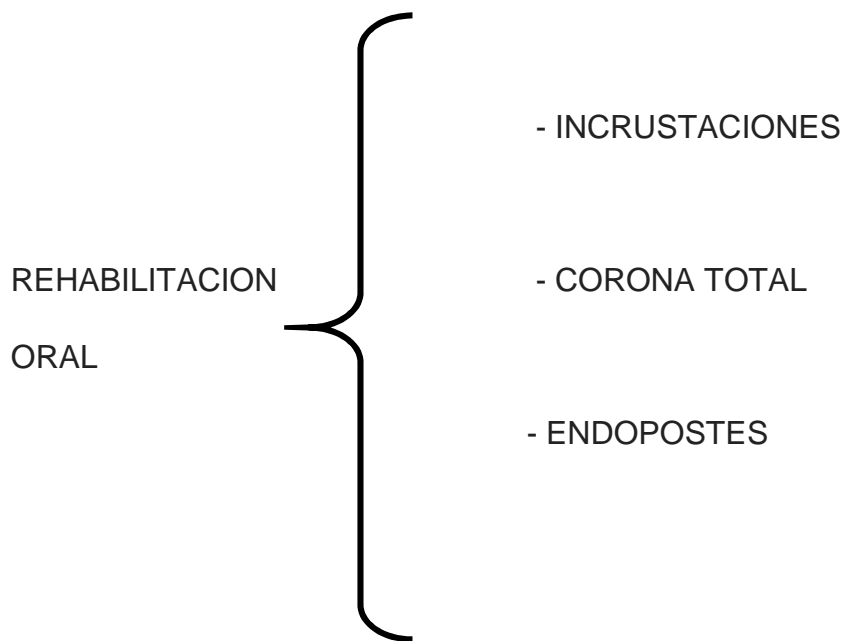 - INCRUSTACIONES
REHABILITACION
ORAL
- CORONA TOTAL
- ENDOPOSTES